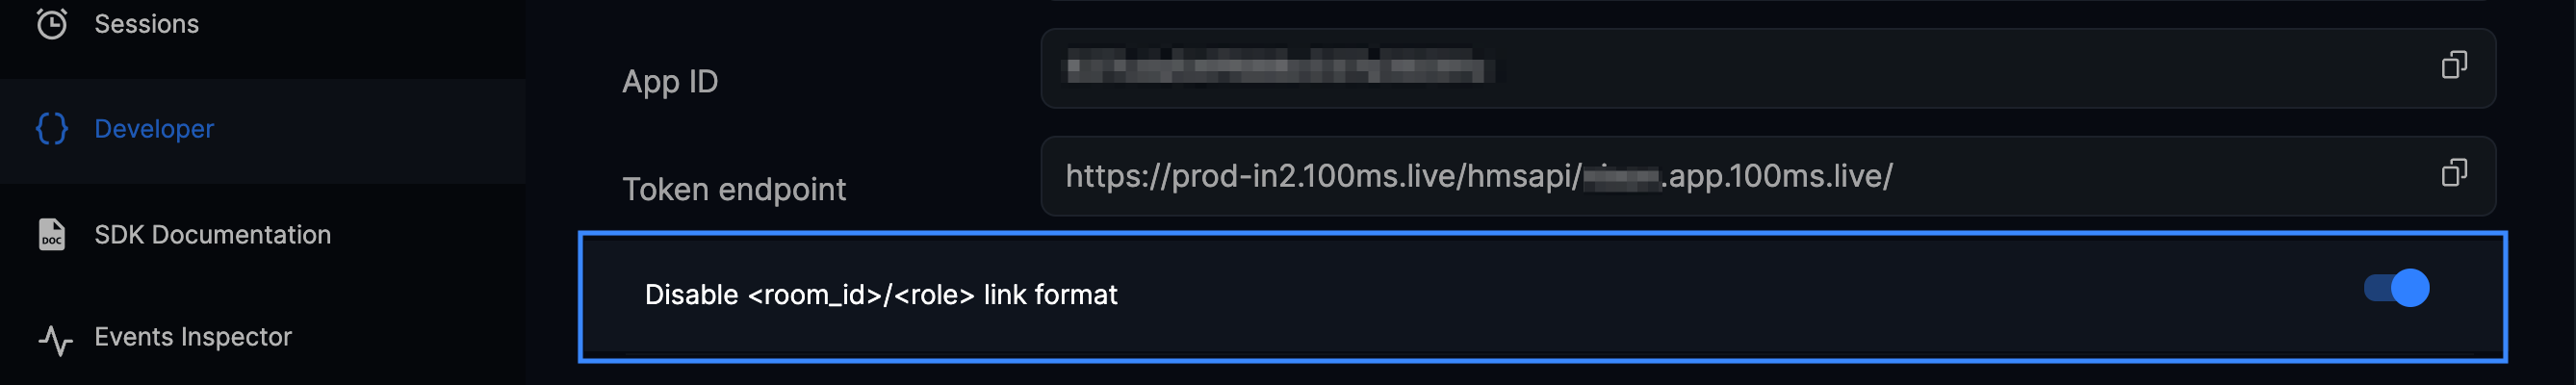 Sessions
Developer
DOC SDK Documentation
Events Inspector
App ID
Token endpoint
https://prod-in2.100ms.live/hmsapi/ .app.100ms.live/
Disable <room_id>/<role> link format